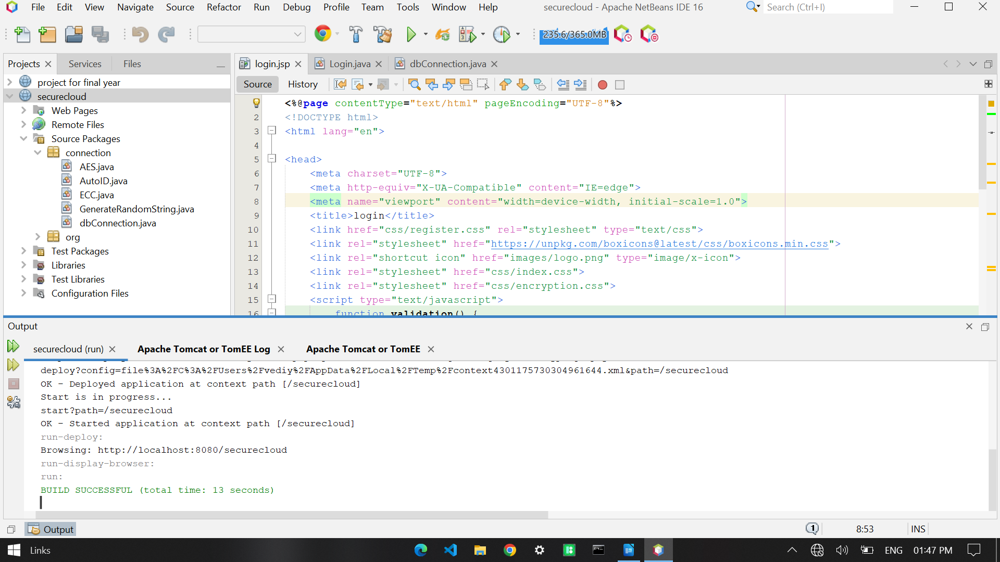 File Edit View Navigate Source Refactor Run Debug Profile Team Tools Window Help securecloud - Apache NetBeans IDE 16 Search (Ctrl+I)
235.6/365.0MB
Projects Services Files login.jsp Login.java dbConnection.java
Source History
project for final year
securecloud
Web Pages
Remote Files
Source Packages
connection
AES.java
AutoID.java
ECC.java
GenerateRandomString.java
dbConnection.java
org
Test Packages
Libraries
Test Libraries
Configuration Files
<%@page contentType="text/html" pageEncoding="UTF-8"%>
2 <!DOCTYPE html>
3 <html lang="en">
4
5 <head>
6 <meta charset="UTF-8">
7 <meta http-equiv="X-UA-Compatible" content="IE=edge">
8 <meta name="viewport" content="width=device-width, initial-scale=1.0">
9 <title>login</title>
10 <link href="css/register.css" rel="stylesheet" type="text/css">
11 <link rel="stylesheet" href="https://unpkg.com/boxicons@latest/css/boxicons.min.css">
12 <link rel="shortcut icon" href="images/logo.png" type="image/x-icon">
13 <link rel="stylesheet" href="css/index.css">
14 <link rel="stylesheet" href="css/encryption.css">
15 <script type="text/javascript">
16 function validation() {
Output
securecloud (run) Apache Tomcat or TomEE Log Apache Tomcat or TomEE
deploy?config=file%3A%2FC%3A%2FUsers%2Fvediy%2FAppData%2FLocal%2FTemp%2Fcontext4301175730304961644.xml&path=/securecloud
OK - Deployed application at context path [/securecloud]
Start is in progress...
start?path=/securecloud
OK - Started application at context path [/securecloud]
run-deploy:
Browsing: http://localhost:8080/securecloud
run-display-browser:
run:
BUILD SUCCESSFUL (total time: 13 seconds)
Output 1 8:53 INS
Links ENG 01:47 PM